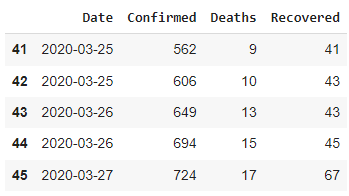 Date Confirmed Deaths Recovered
41 2020-03-25 562 9 41
42 2020-03-25 606 10 43
43 2020-03-26 649 13 43
44 2020-03-26 694 15 45
45 2020-03-27 724 17 67